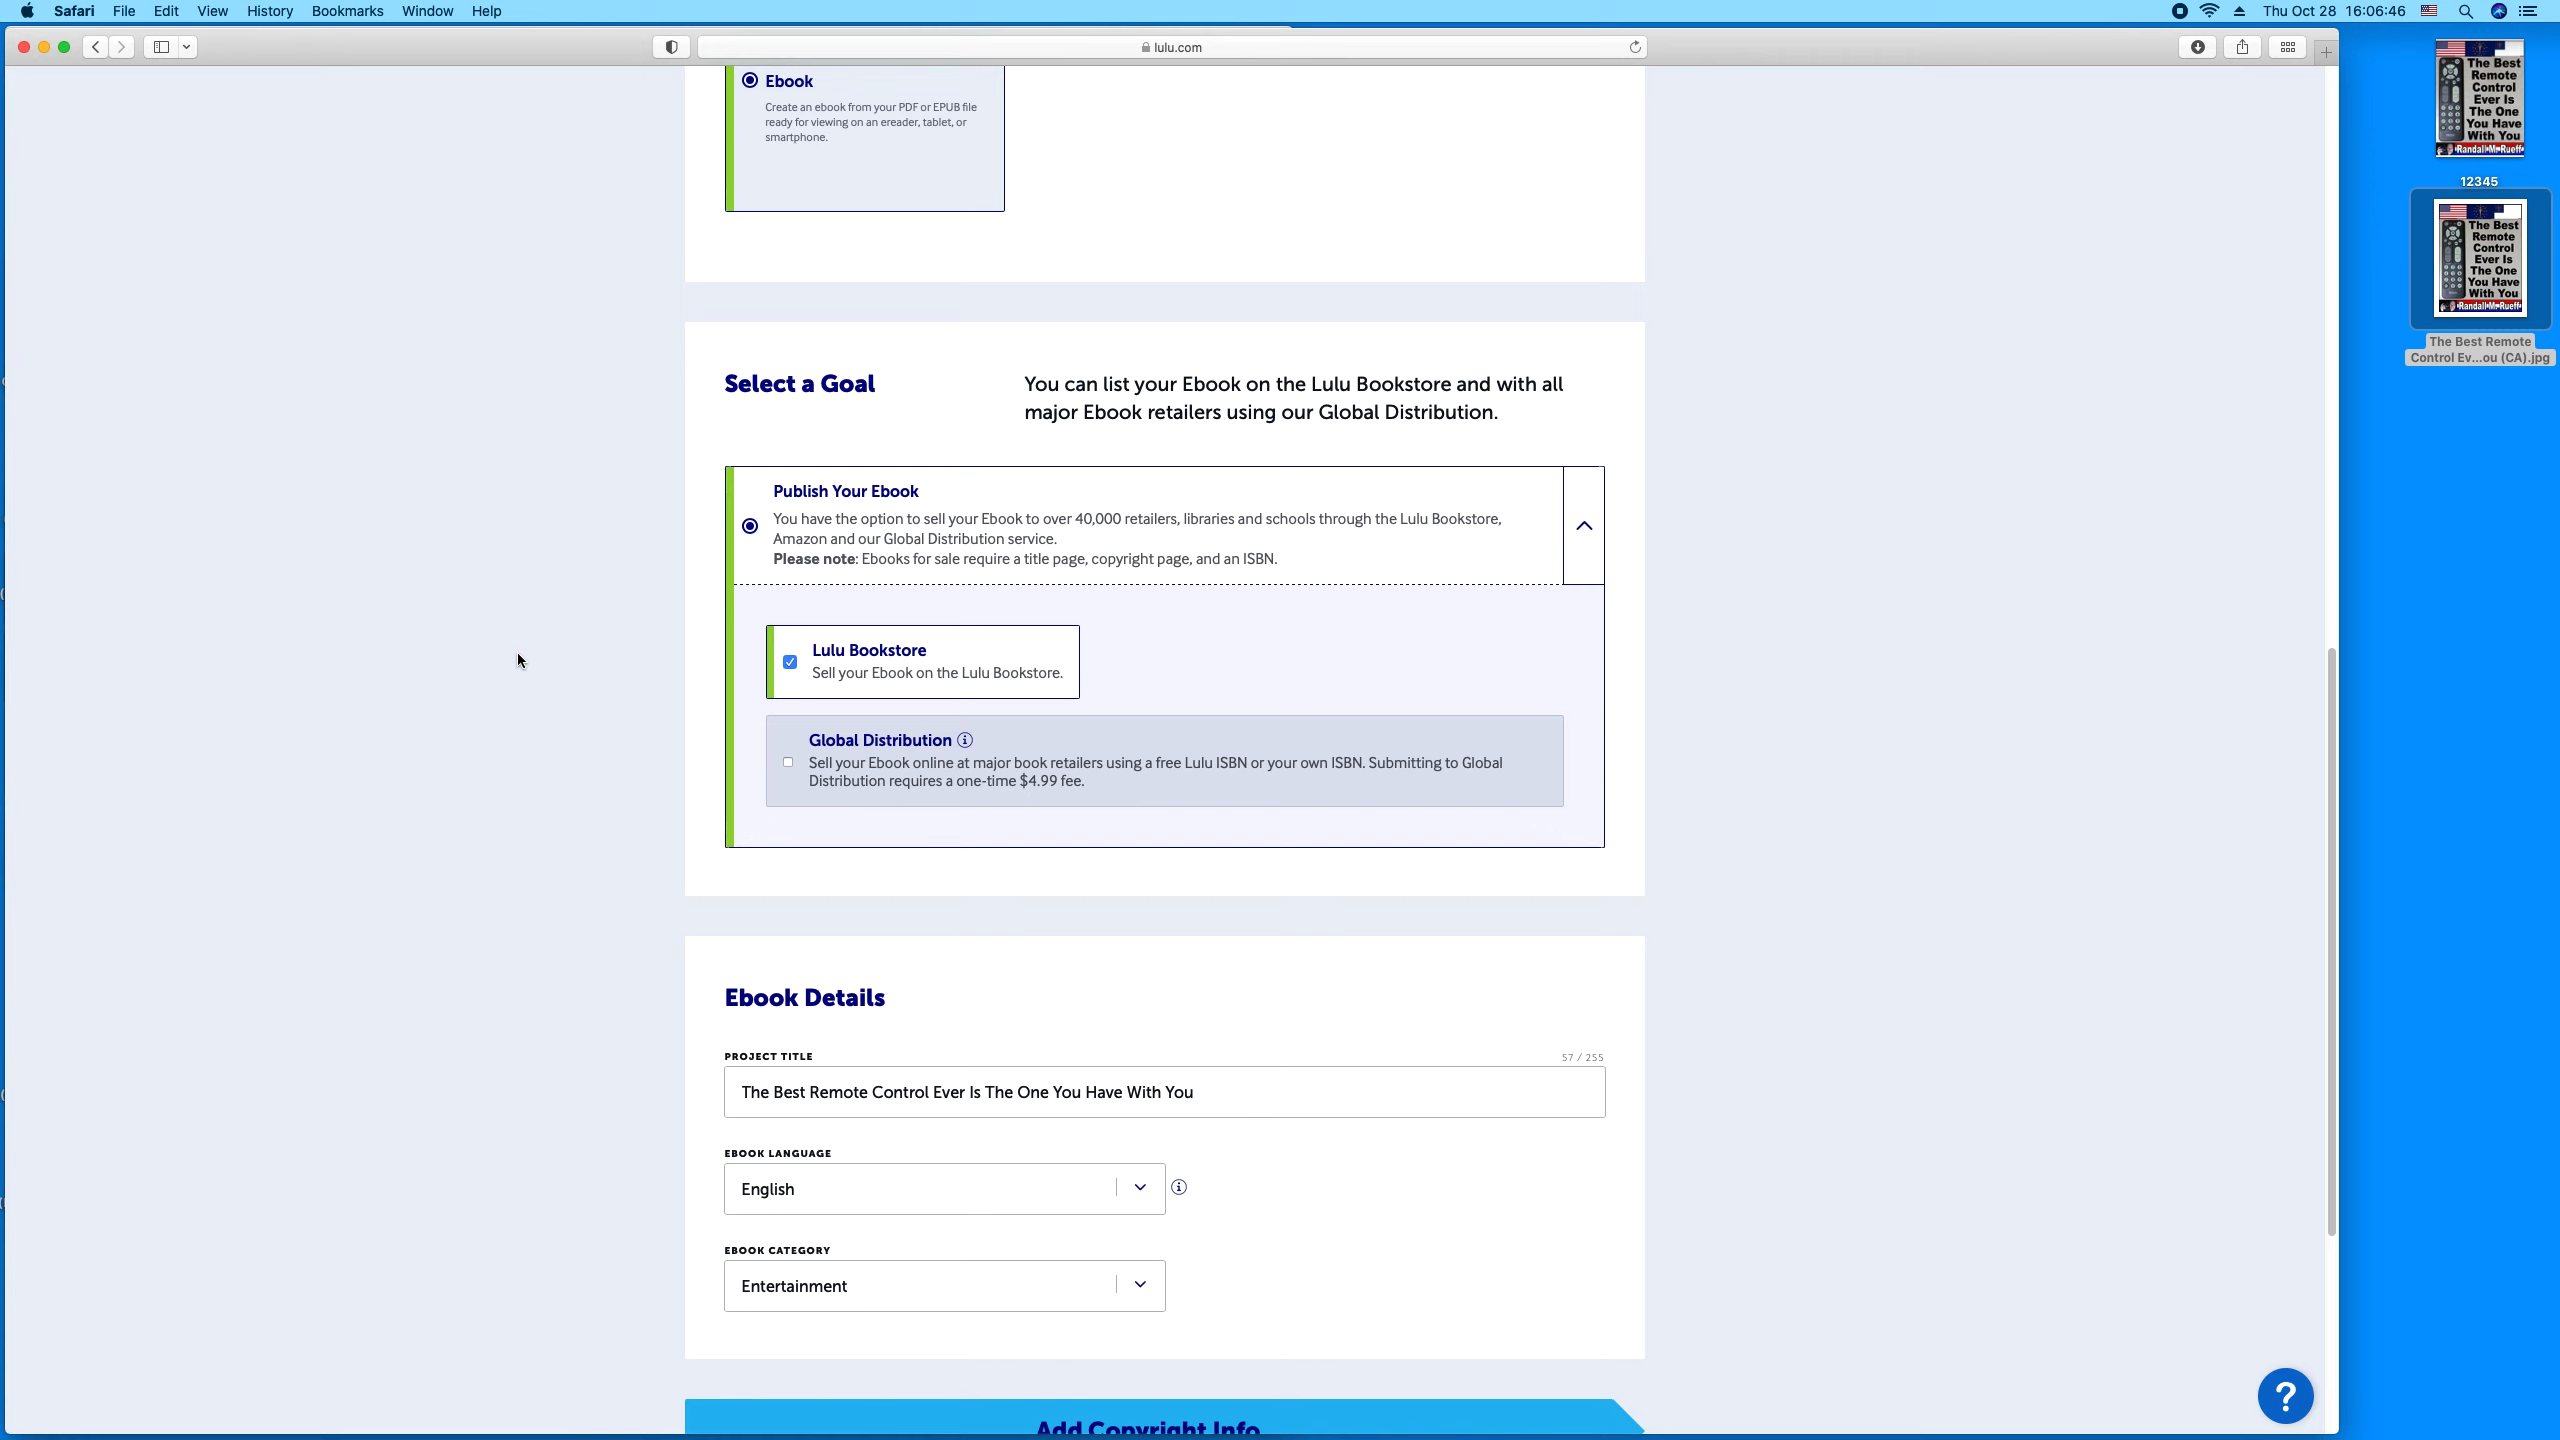 Safari File Edit View History Bookmarks Window Help
Thu Oct 28 16:06:46
lulu.com
Ebook
Create an ebook from your PDF or EPUB file
ready for viewing on an ereader, tablet, or
smartphone.
Select a Goal
You can list your Ebook on the Lulu Bookstore and with all
major Ebook retailers using our Global Distribution.
Publish Your Ebook
You have the option to sell your Ebook to over 40,000 retailers, libraries and schools through the Lulu Bookstore,
Amazon and our Global Distribution service.
Please note: Ebooks for sale require a title page, copyright page, and an ISBN.
Lulu Bookstore
Sell your Ebook on the Lulu Bookstore.
Global Distribution
Sell your Ebook online at major book retailers using a free Lulu ISBN or your own ISBN. Submitting to Global
Distribution requires a one-time $4.99 fee.
Ebook Details
PROJECT TITLE
57 / 255
The Best Remote Control Ever Is The One You Have With You
EBOOK LANGUAGE
English
EBOOK CATEGORY
Entertainment
Add Copyright Info
?
The Best
Remote
Control
Ever Is
The One
You Have
With You
Randall M. Rueff
12345
The Best
Remote
Control
Ever Is
The One
You Have
With You
Randall M. Rueff
The Best Remote
Control Ev...ou (CA).jpg